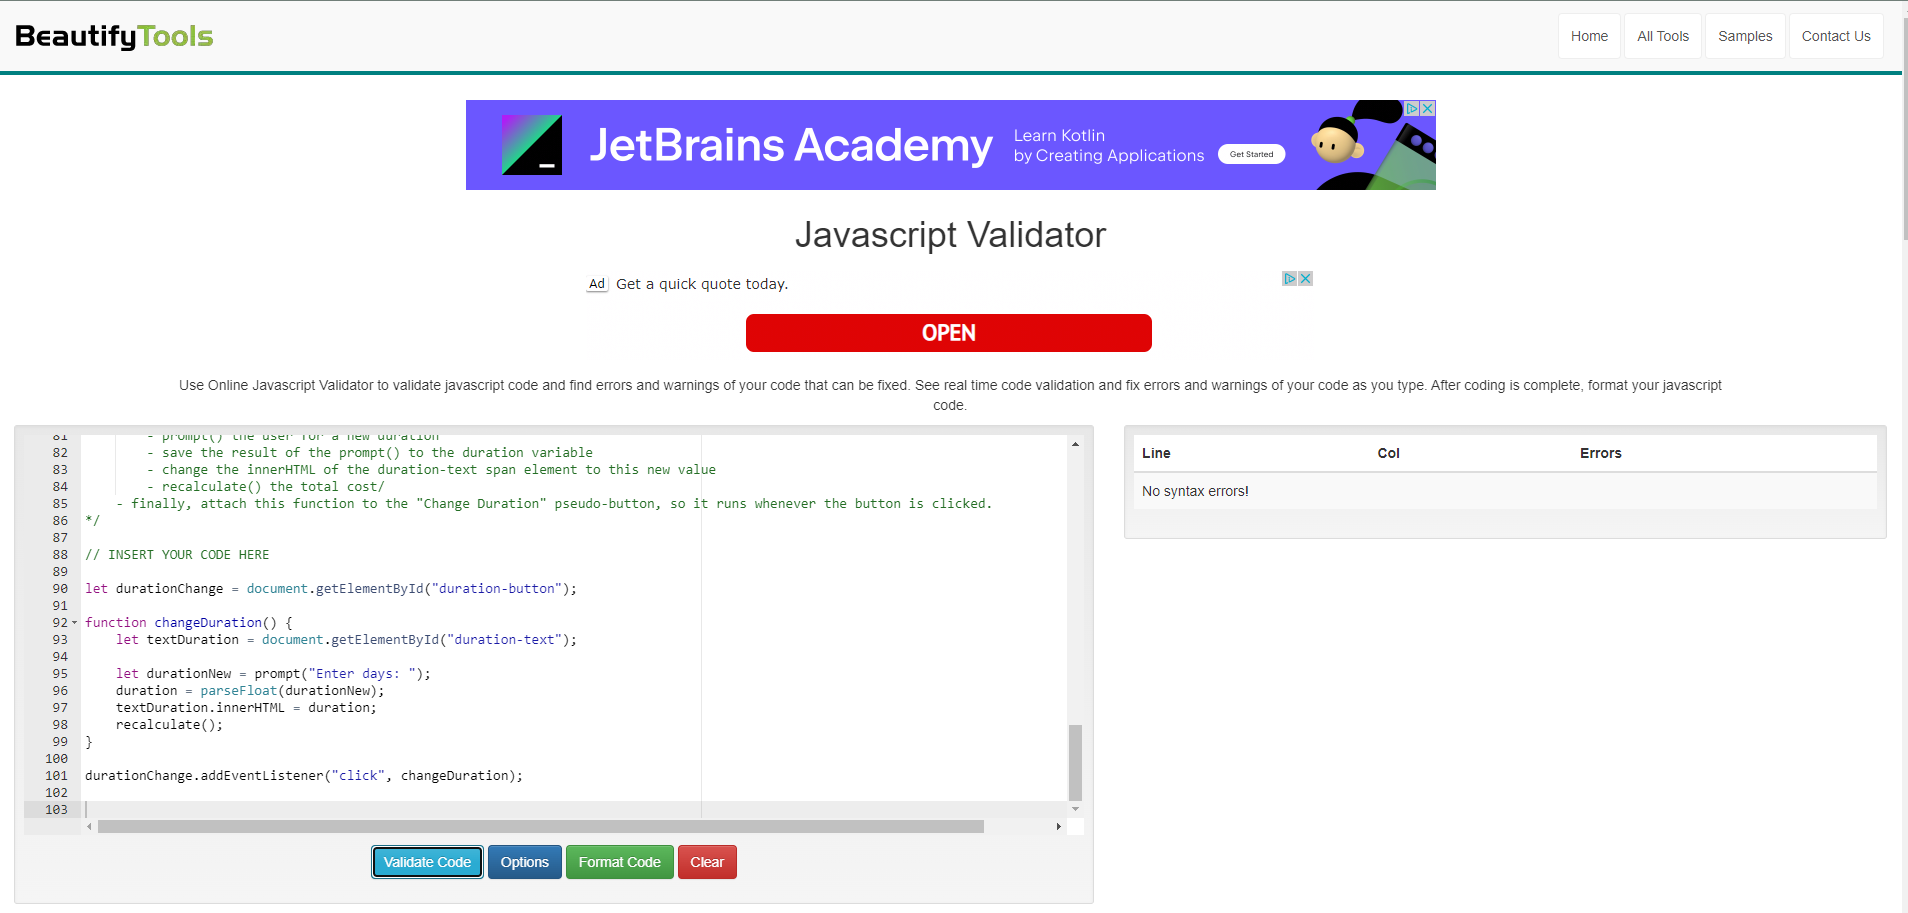 BeautifyTools
Home All Tools Samples Contact Us
JetBrains Academy
Learn Kotlin
by Creating Applications
Get Started
Javascript Validator
Ad Get a quick quote today.
OPEN
Use Online Javascript Validator to validate javascript code and find errors and warnings of your code that can be fixed. See real time code validation and fix errors and warnings of your code as you type. After coding is complete, format your javascript
code.
81 - prompt() the user for a new duration
82 - save the result of the prompt() to the duration variable
83 - change the innerHTML of the duration-text span element to this new value
84 - recalculate() the total cost/
85 - finally, attach this function to the "Change Duration" pseudo-button, so it runs whenever the button is clicked.
86 */
87
88 // INSERT YOUR CODE HERE
89
90 let durationChange = document.getElementById("duration-button");
91
92 function changeDuration() {
93 let textDuration = document.getElementById("duration-text");
94
95 let durationNew = prompt("Enter days: ");
96 duration = parseFloat(durationNew);
97 textDuration.innerHTML = duration;
98 recalculate();
99 }
100
101 durationChange.addEventListener("click", changeDuration);
102
103
Validate Code Options Format Code Clear
Line Col Errors
No syntax errors!